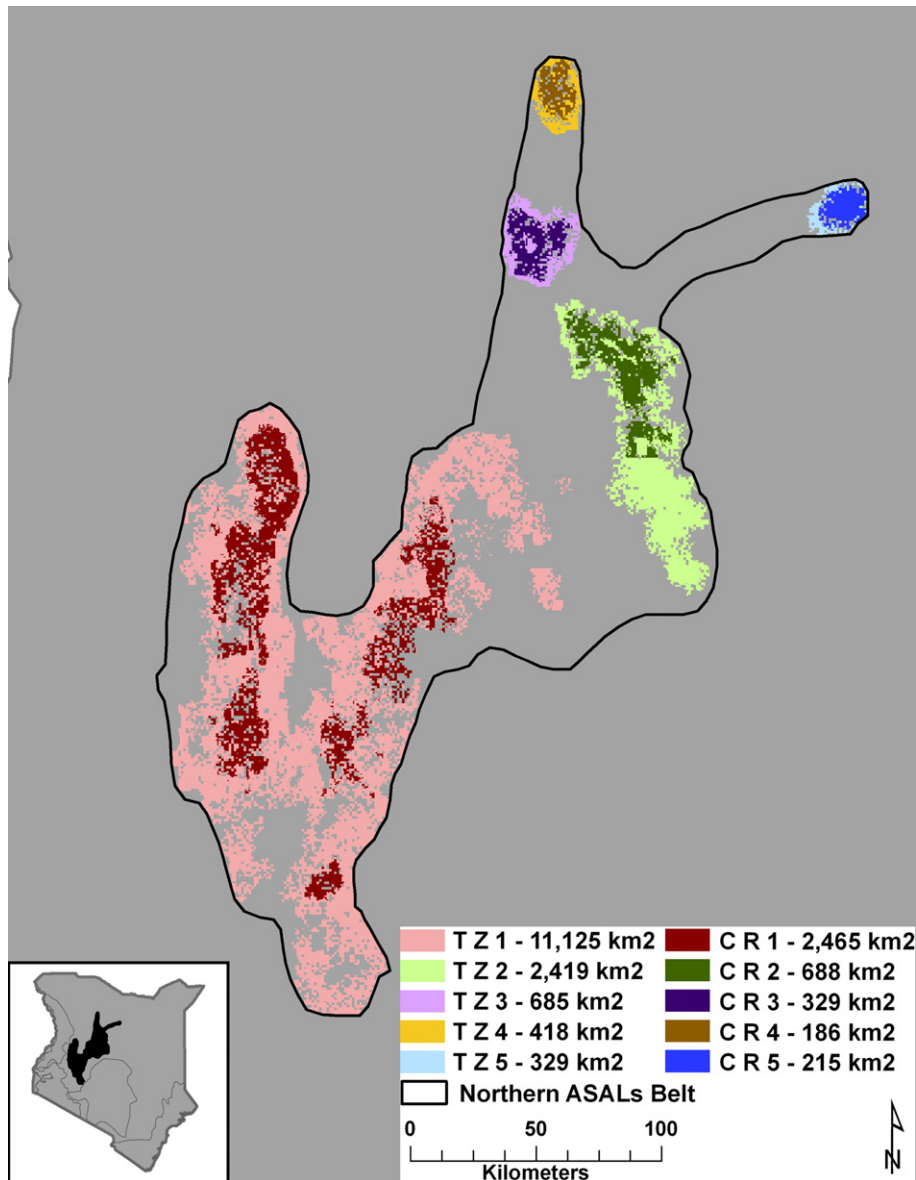 T Z 1 - 11,125 km2 C R 1 - 2,465 km2
T Z 2 - 2,419 km2 C R 2 - 688 km2
T Z 3 - 685 km2 C R 3 - 329 km2
T Z 4 - 418 km2 C R 4 - 186 km2
T Z 5 - 329 km2 C R 5 - 215 km2
Northern ASALs Belt
0 50 100
Kilometers
N